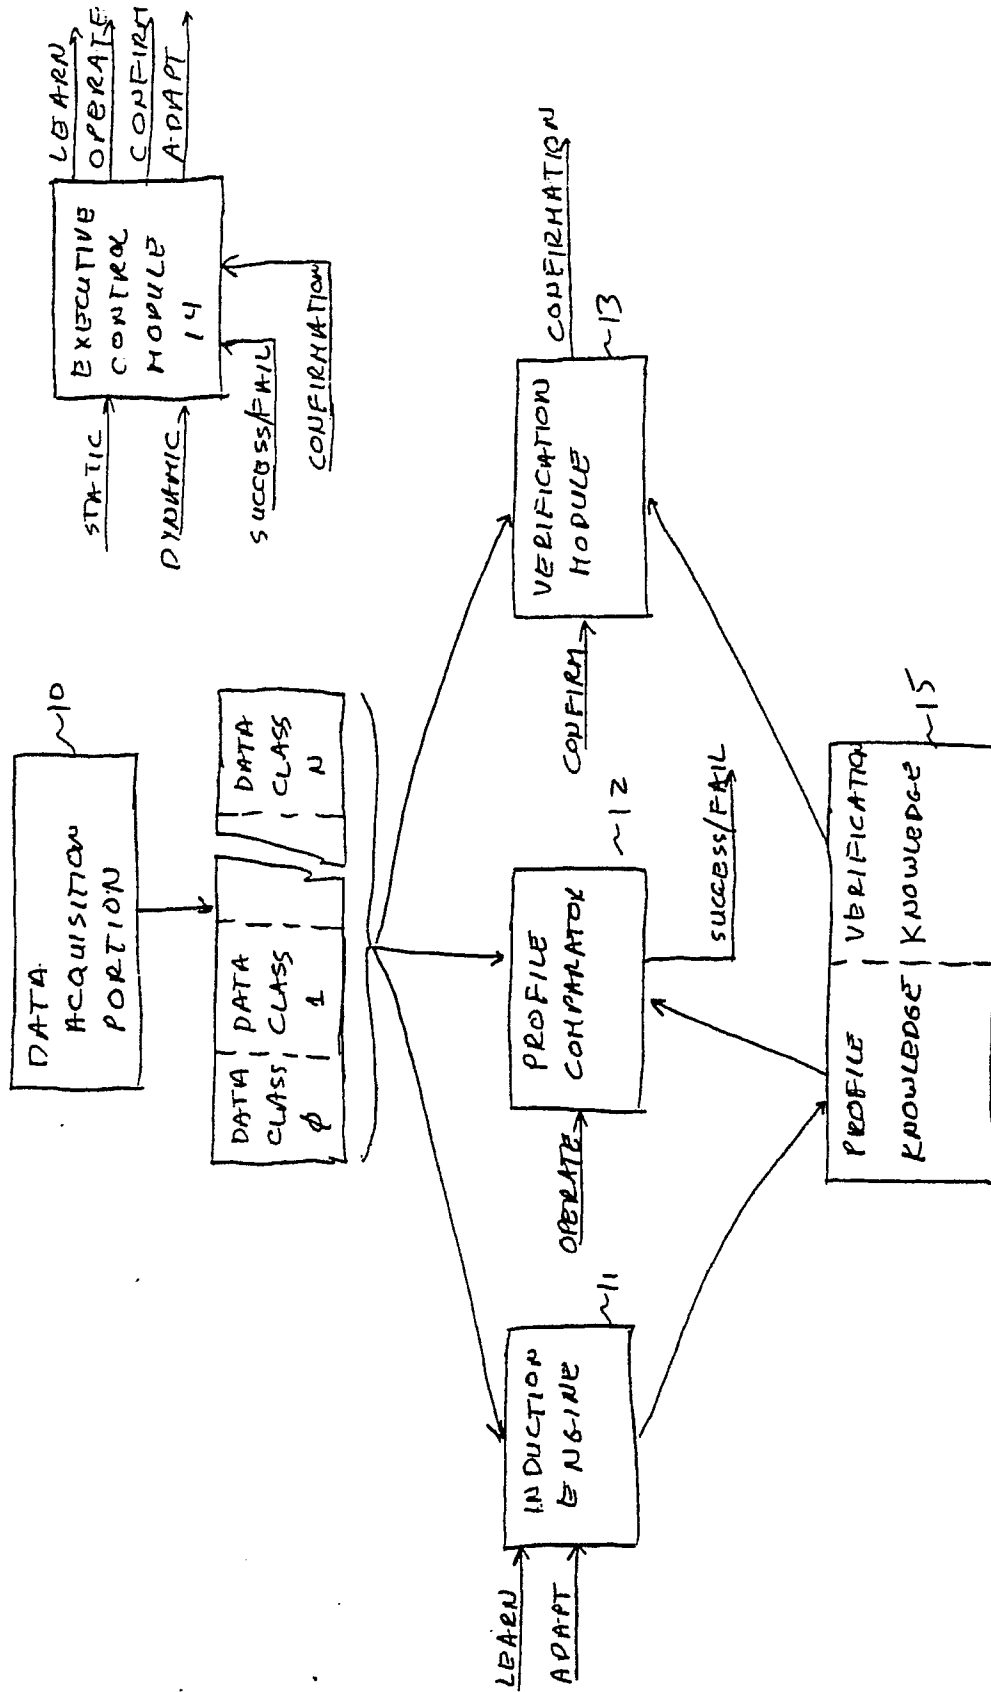 DATA
ACQUISITION
PORTION
~10
DATA
CLASS
φ
DATA
CLASS
1
DATA
CLASS
N
STATIC
DYNAMIC
EXECUTIVE
CONTROL
MODULE
14
LEARN
OPERATE
CONFIRM
ADAPT
SUCCESS/FAIL
CONFIRMATION
LEARN
ADAPT
INDUCTION
ENGINE
~11
OPERATE
PROFILE
COMPARATOR
~12
SUCCESS/FAIL
CONFIRM
VERIFICATION
MODULE
~13
CONFIRMATION
PROFILE
KNOWLEDGE
VERIFICATION
KNOWLEDGE
~15